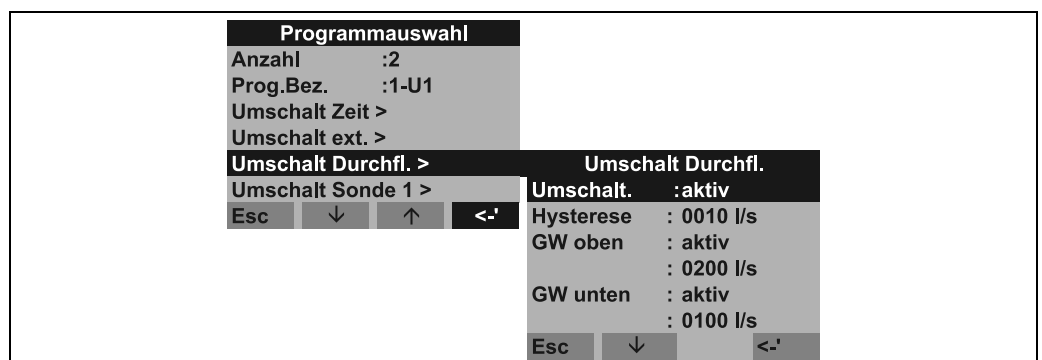 Programmauswahl
Anzahl :2
Prog.Bez. :1-U1
Umschalt Zeit >
Umschalt ext. >
Umschalt Durchfl. >
Umschalt Sonde 1 >
Esc ↓ ↑ <-'
Umschalt Durchfl.
Umschalt. :aktiv
Hysterese : 0010 l/s
GW oben : aktiv
: 0200 l/s
GW unten : aktiv
: 0100 l/s
Esc ↓ <-'